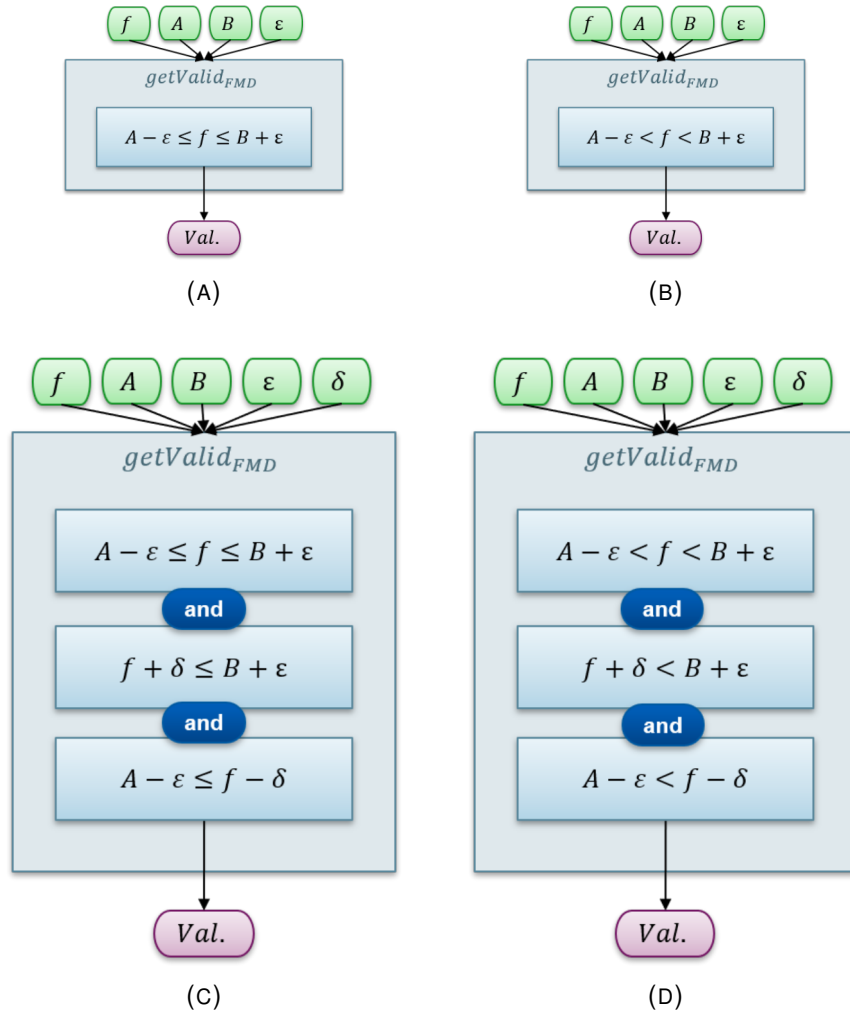 f A B ε f A B ε
getValid_FMD getValid_FMD
A − ε ≤ f ≤ B + ε A − ε < f < B + ε
Val. Val.
(A) (B)
f A B ε δ f A B ε δ
getValid_FMD getValid_FMD
A − ε ≤ f ≤ B + ε A − ε < f < B + ε
and and
f + δ ≤ B + ε f + δ < B + ε
and and
A − ε ≤ f − δ A − ε < f − δ
Val. Val.
(C) (D)